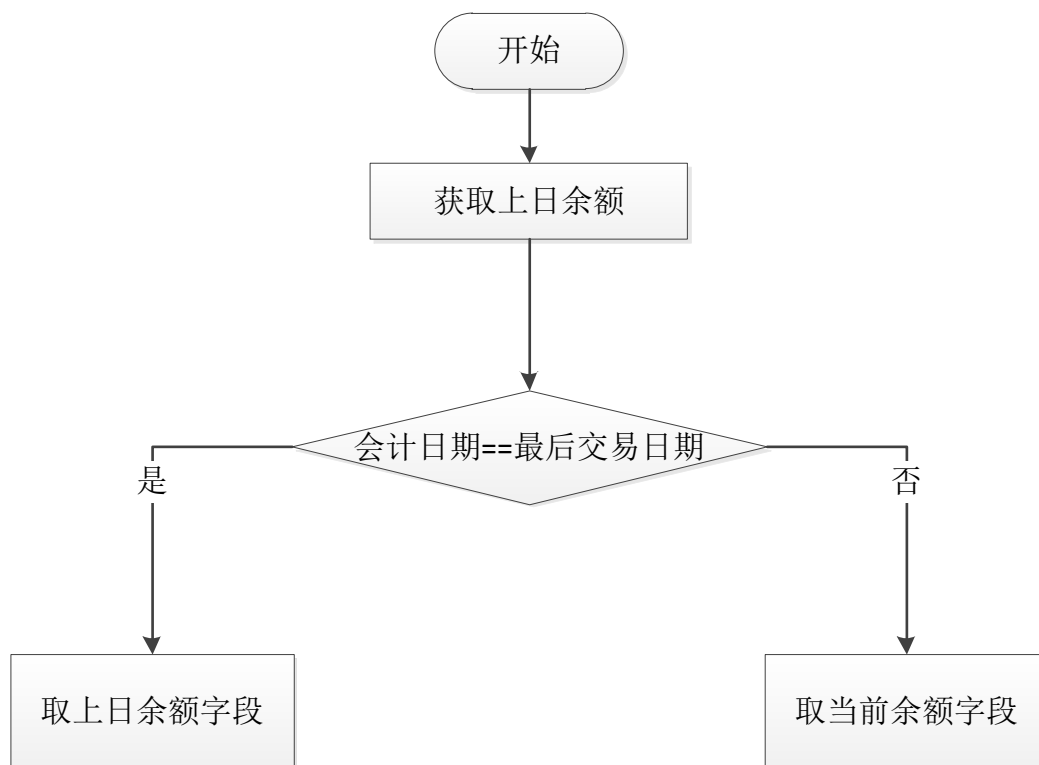 开始
获取上日余额
会计日期==最后交易日期
是
否
取上日余额字段
取当前余额字段